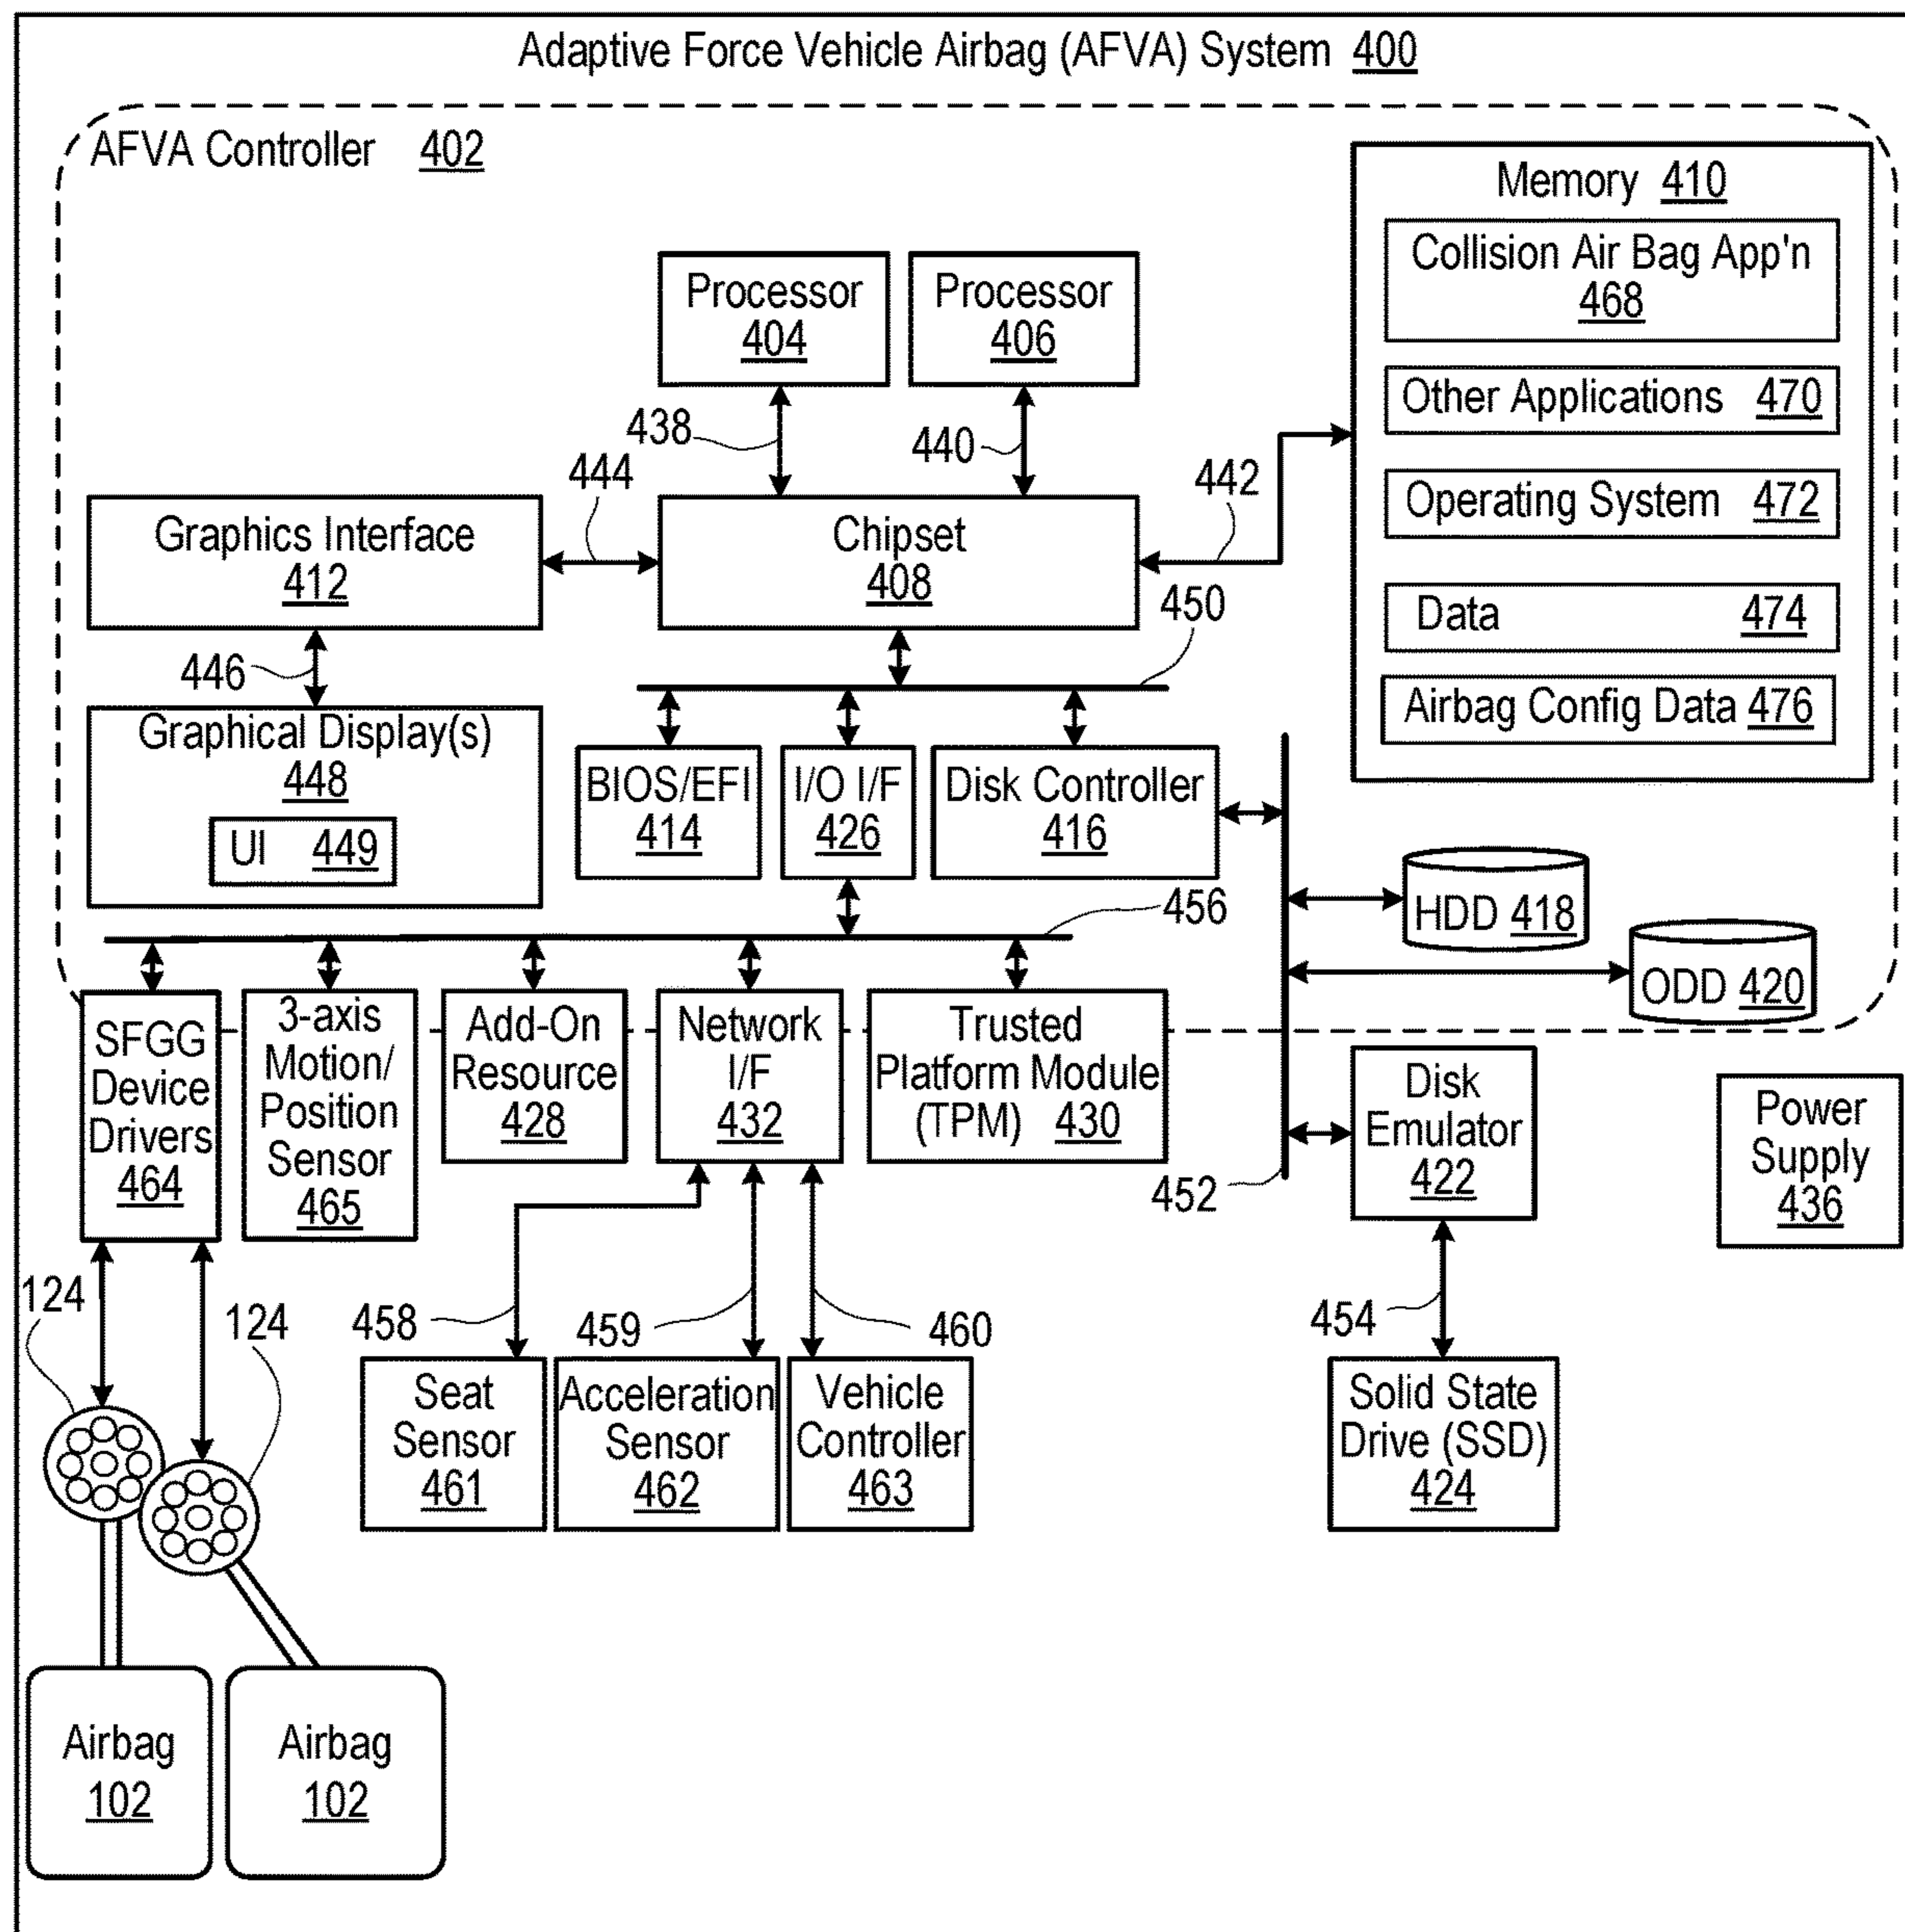 Adaptive Force Vehicle Airbag (AFVA) System 400
AFVA Controller 402
Memory 410
Collision Air Bag App'n
468
Other Applications 470
Operating System 472
Data 474
Airbag Config Data 476
Processor
404
Processor
406
438
440
442
444
Graphics Interface
412
Chipset
408
450
446
Graphical Display(s)
448
UI 449
BIOS/EFI
414
I/O I/F
426
Disk Controller
416
HDD 418
456
ODD 420
SFGG
Device
Drivers
464
3-axis
Motion/
Position
Sensor
465
Add-On
Resource
428
Network
I/F
432
Trusted
Platform Module
(TPM) 430
452
Disk
Emulator
422
Power
Supply
436
124
124
458
459
460
454
Seat
Sensor
461
Acceleration
Sensor
462
Vehicle
Controller
463
Solid State
Drive (SSD)
424
Airbag
102
Airbag
102